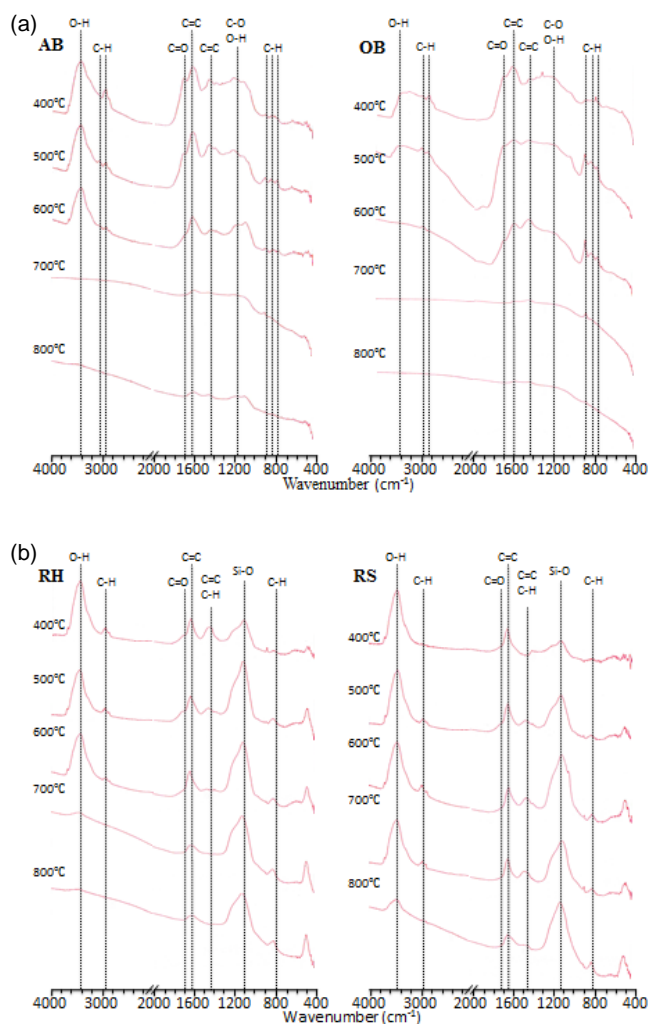 (a)
C=C C-O
O-H AB C-H C=O C=C O-H C-H
400°C
500°C
600°C
700°C
800°C
4000 3000 2000 1600 1200 800 400
C=C C-O
O-H OB C-H C=O C=C O-H C-H
400°C
500°C
600°C
700°C
800°C
4000 3000 2000 1600 1200 800 400
Wavenumber (cm⁻¹)
(b)
O-H C=C Si-O
RH C-H C=O C=C C-H
C-H
400°C
500°C
600°C
700°C
800°C
4000 3000 2000 1600 1200 800 400
Wavenumber (cm⁻¹)
O-H C=C Si-O
RS C-H C=O C=C C-H
C-H
400°C
500°C
600°C
700°C
800°C
4000 3000 2000 1600 1200 800 400
Wavenumber (cm⁻¹)